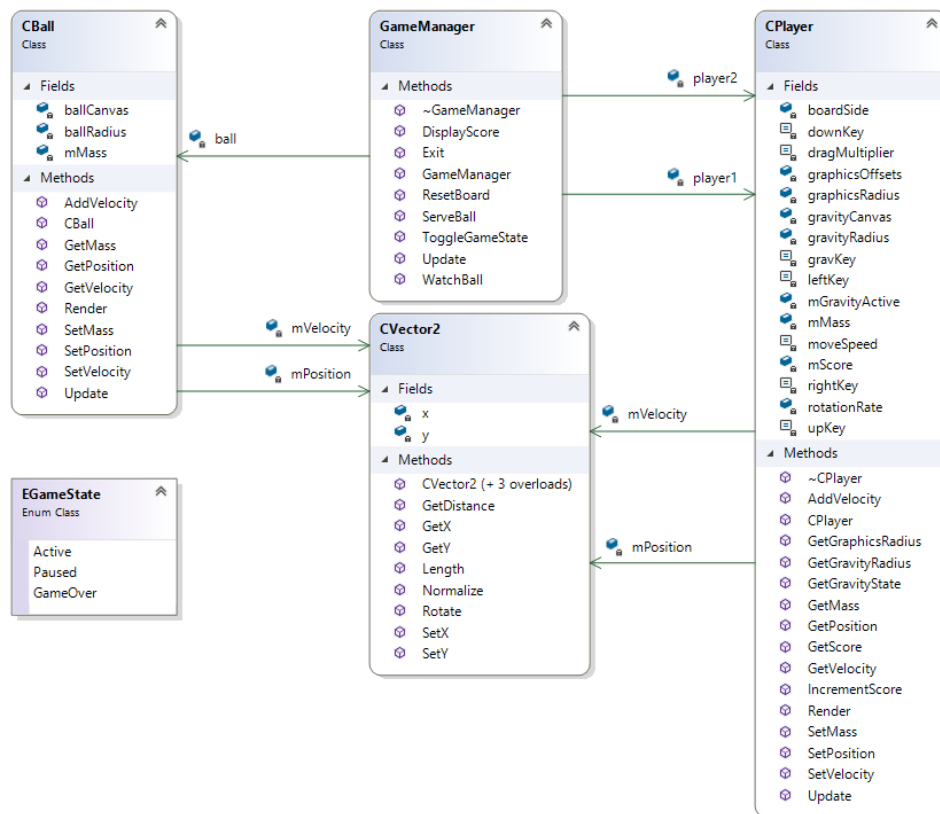 CBall
Class
Fields
ballCanvas
ballRadius
mMass
Methods
AddVelocity
CBall
GetMass
GetPosition
GetVelocity
Render
SetMass
SetPosition
SetVelocity
Update
ball
GameManager
Class
Methods
~GameManager
DisplayScore
Exit
GameManager
ResetBoard
ServeBall
ToggleGameState
Update
WatchBall
player2
player1
CPlayer
Class
Fields
boardSide
downKey
dragMultiplier
graphicsOffsets
graphicsRadius
gravityCanvas
gravityRadius
gravKey
leftKey
mGravityActive
mMass
moveSpeed
mScore
rightKey
rotationRate
upKey
Methods
~CPlayer
AddVelocity
CPlayer
GetGraphicsRadius
GetGravityRadius
GetGravityState
GetMass
GetPosition
GetScore
GetVelocity
IncrementScore
Render
SetMass
SetPosition
SetVelocity
Update
mVelocity
mPosition
CVector2
Class
Fields
x
y
Methods
CVector2 (+ 3 overloads)
GetDistance
GetX
GetY
Length
Normalize
Rotate
SetX
SetY
mVelocity
mPosition
EGameState
Enum Class
Active
Paused
GameOver